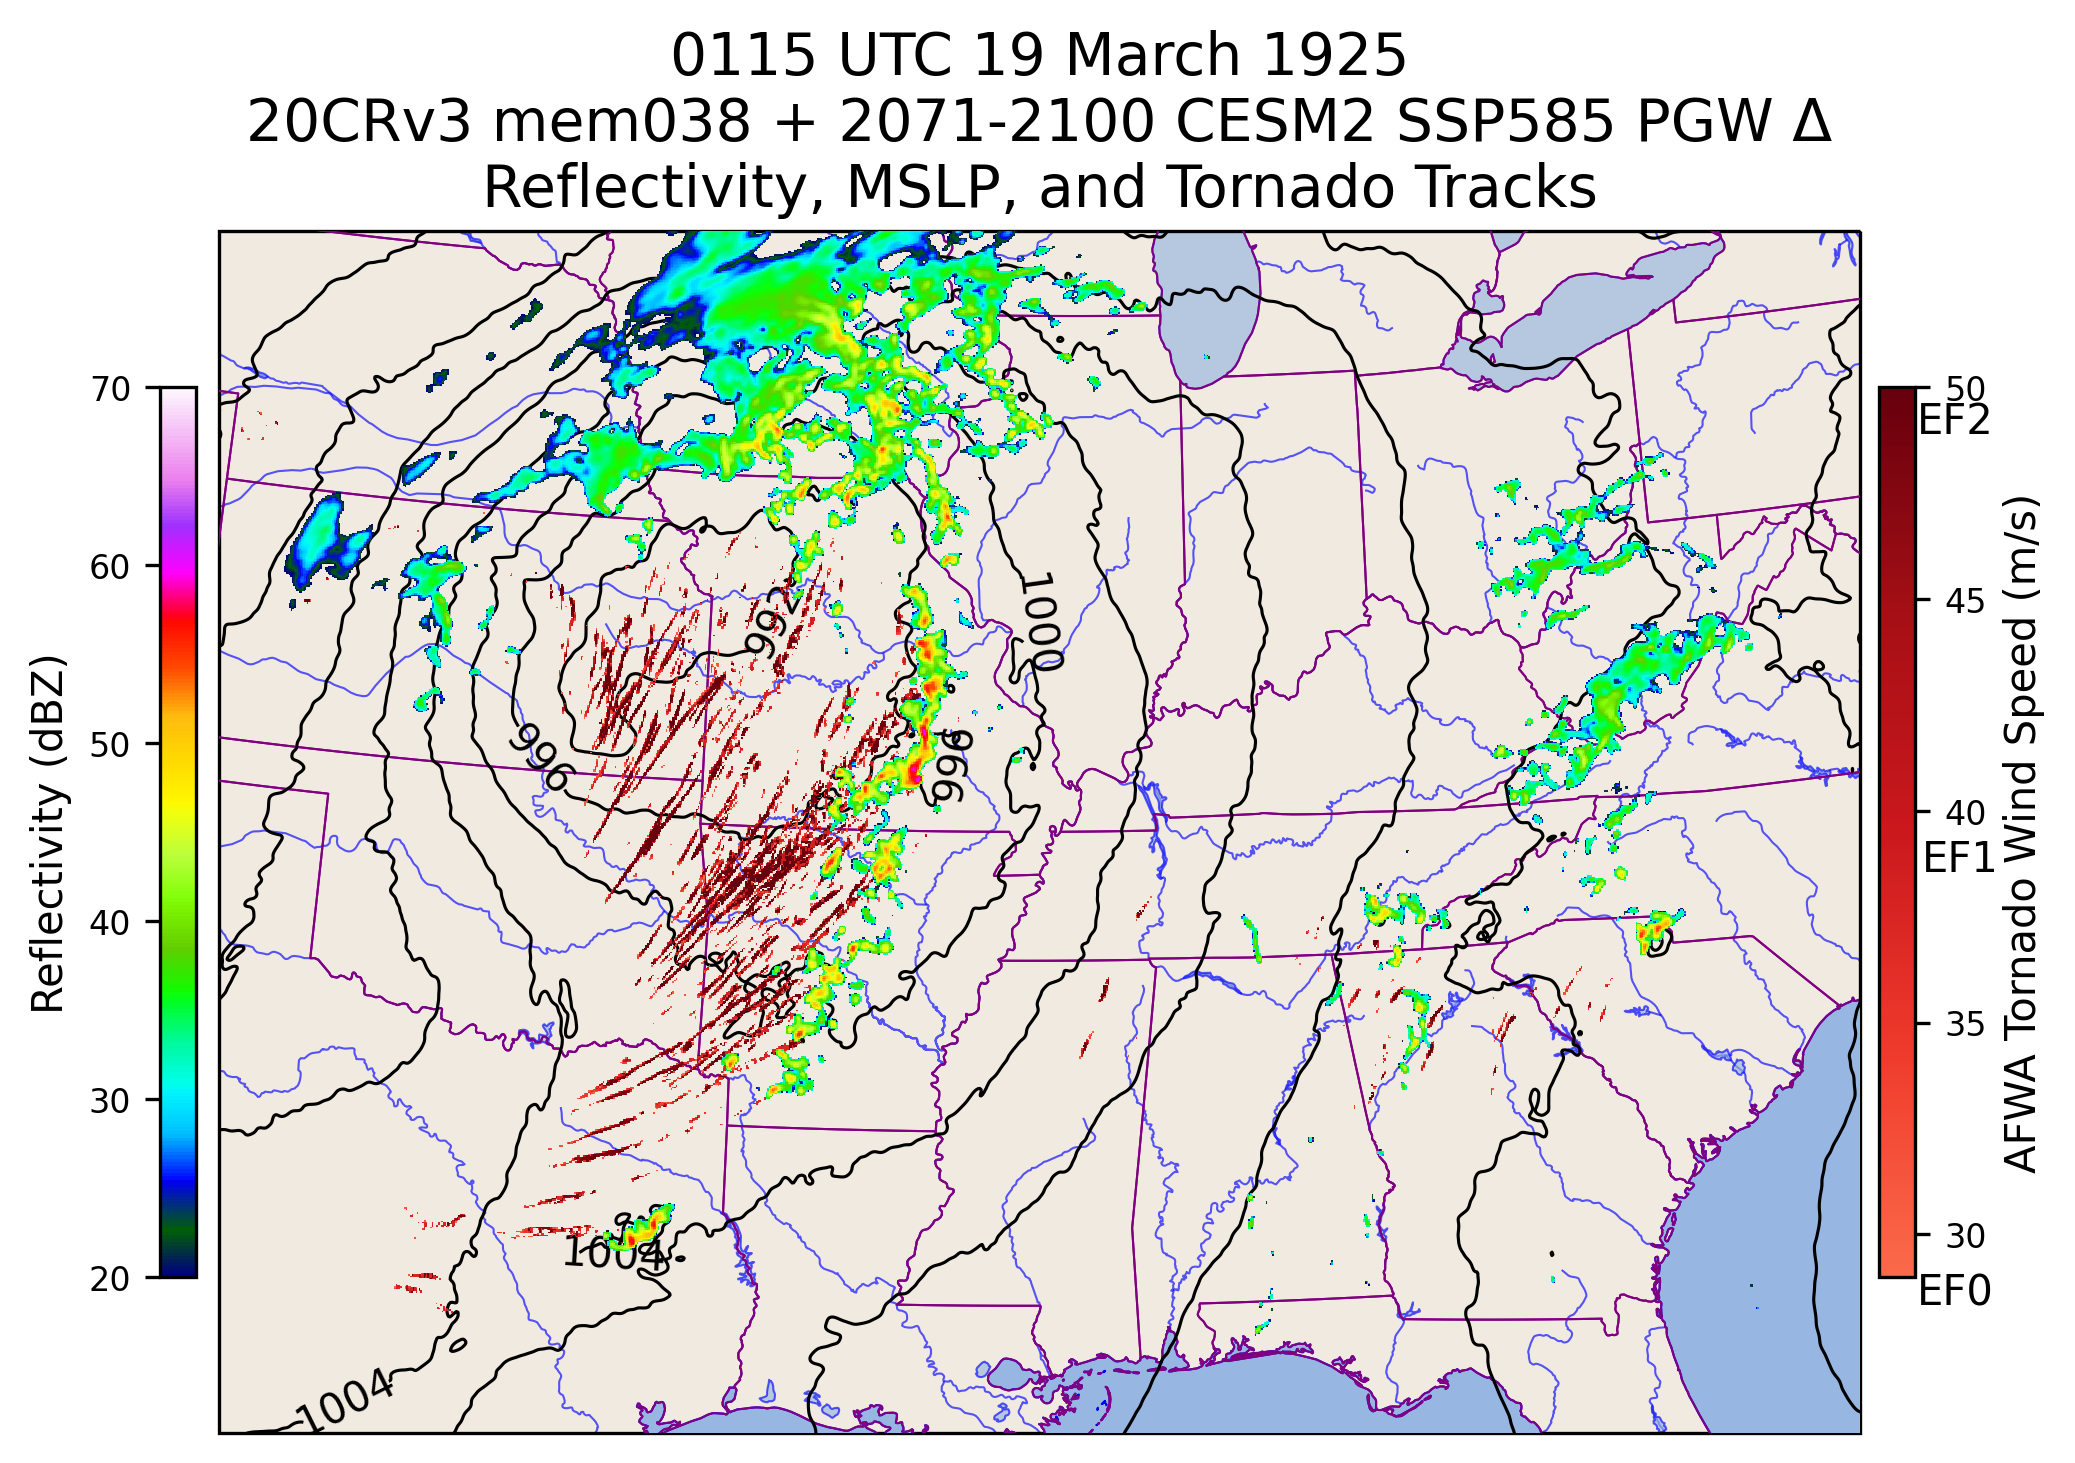 0115 UTC 19 March 1925
20CRv3 mem038 + 2071-2100 CESM2 SSP585 PGW Δ
Reflectivity, MSLP, and Tornado Tracks
70
60
50
40
30
20
Reflectivity (dBZ)
992
1000
996
996
1004
1004
50
EF2
45
40
EF1
35
30
EF0
AFWA Tornado Wind Speed (m/s)